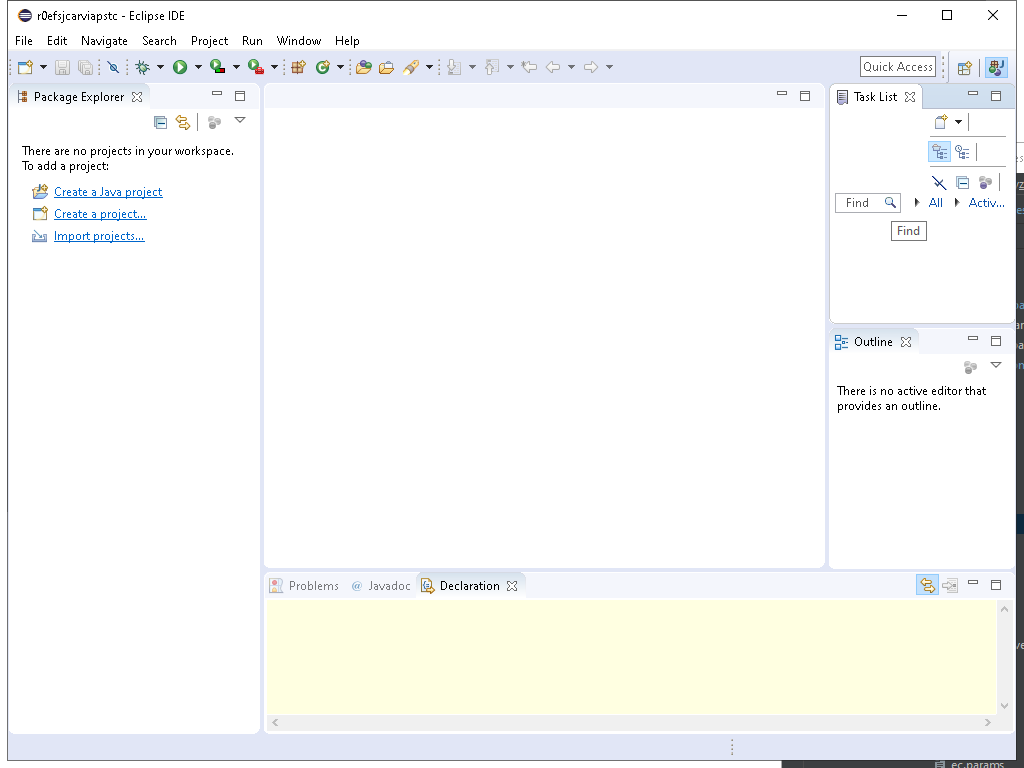 r0efsjcarviapstc - Eclipse IDE
File Edit Navigate Search Project Run Window Help
Quick Access
Package Explorer
There are no projects in your workspace.
To add a project:
Create a Java project
Create a project...
Import projects...
Task List
Find All Activ...
Find
Outline
There is no active editor that
provides an outline.
Problems @ Javadoc Declaration
ec.params